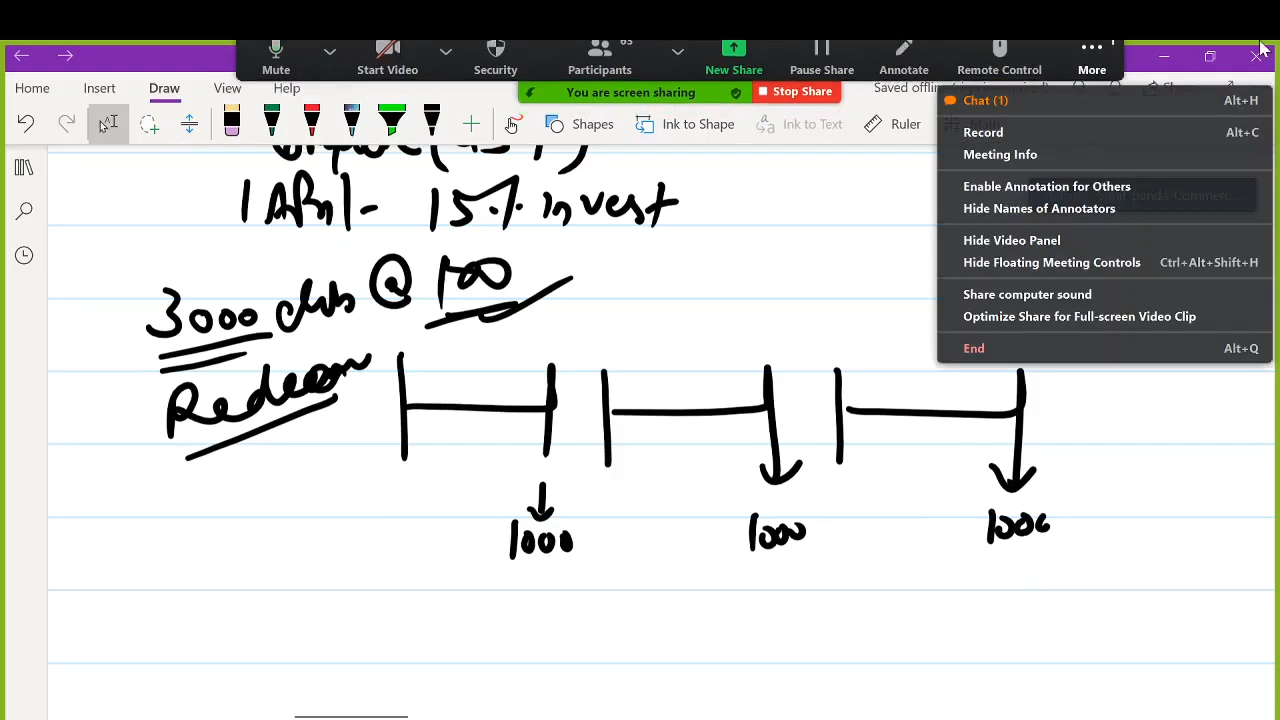 Mute
Start Video
Security
Participants
63
New Share
Pause Share
Annotate
Remote Control
More
You are screen sharing
Stop Share
Saved offline
Home
Insert
Draw
View
Help
Shapes
Ink to Shape
Ink to Text
Ruler
Chat (1) Alt+H
Record Alt+C
Meeting Info
Enable Annotation for Others
Hide Names of Annotators
Hide Video Panel
Hide Floating Meeting Controls Ctrl+Alt+Shift+H
Share computer sound
Optimize Share for Full-screen Video Clip
End Alt+Q
1 APril - 15% invest
3000 debs @ 100
Redeem
1000 1000 1000